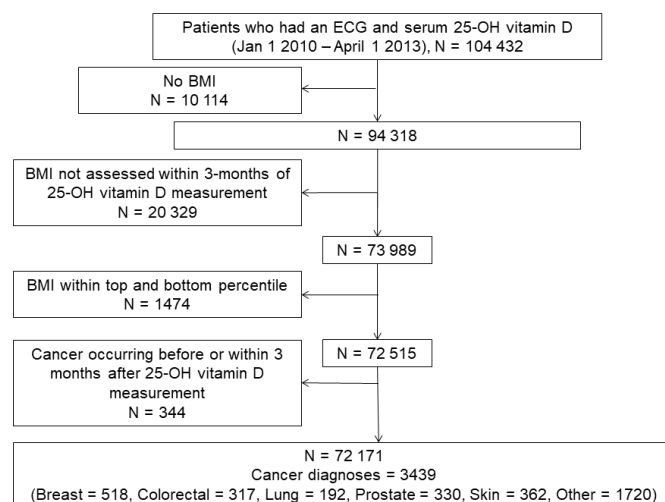 Patients who had an ECG and serum 25-OH vitamin D
(Jan 1 2010 – April 1 2013), N = 104 432
No BMI
N = 10 114
N = 94 318
BMI not assessed within 3-months of
25-OH vitamin D measurement
N = 20 329
N = 73 989
BMI within top and bottom percentile
N = 1474
N = 72 515
Cancer occurring before or within 3
months after 25-OH vitamin D
measurement
N = 344
N = 72 171
Cancer diagnoses = 3439
(Breast = 518, Colorectal = 317, Lung = 192, Prostate = 330, Skin = 362, Other = 1720)